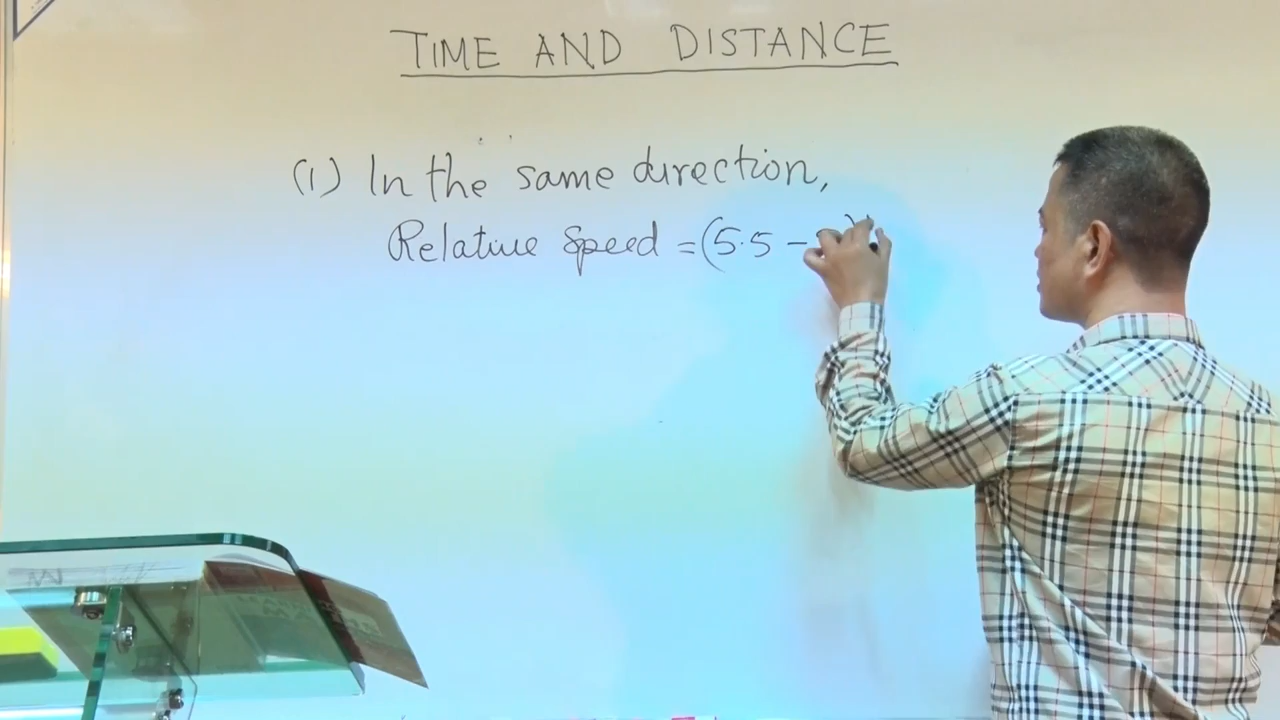 TIME AND DISTANCE
(1) In the same direction,
Relative Speed = (5.5 -